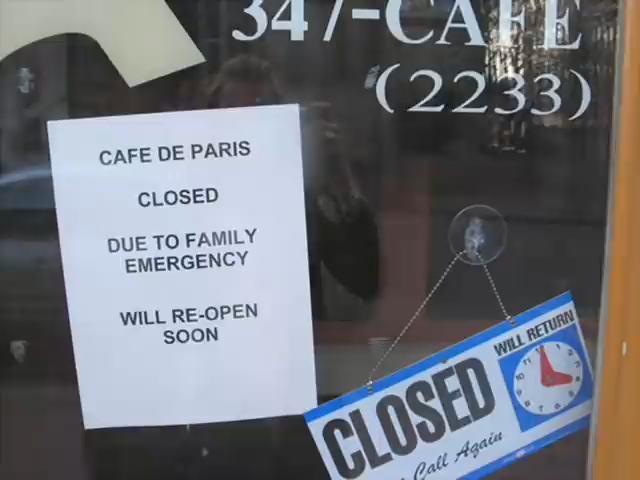 347-CAFE
(2233)
CAFE DE PARIS
CLOSED
DUE TO FAMILY
EMERGENCY
WILL RE-OPEN
SOON
WILL RETURN
CLOSED
Call Again